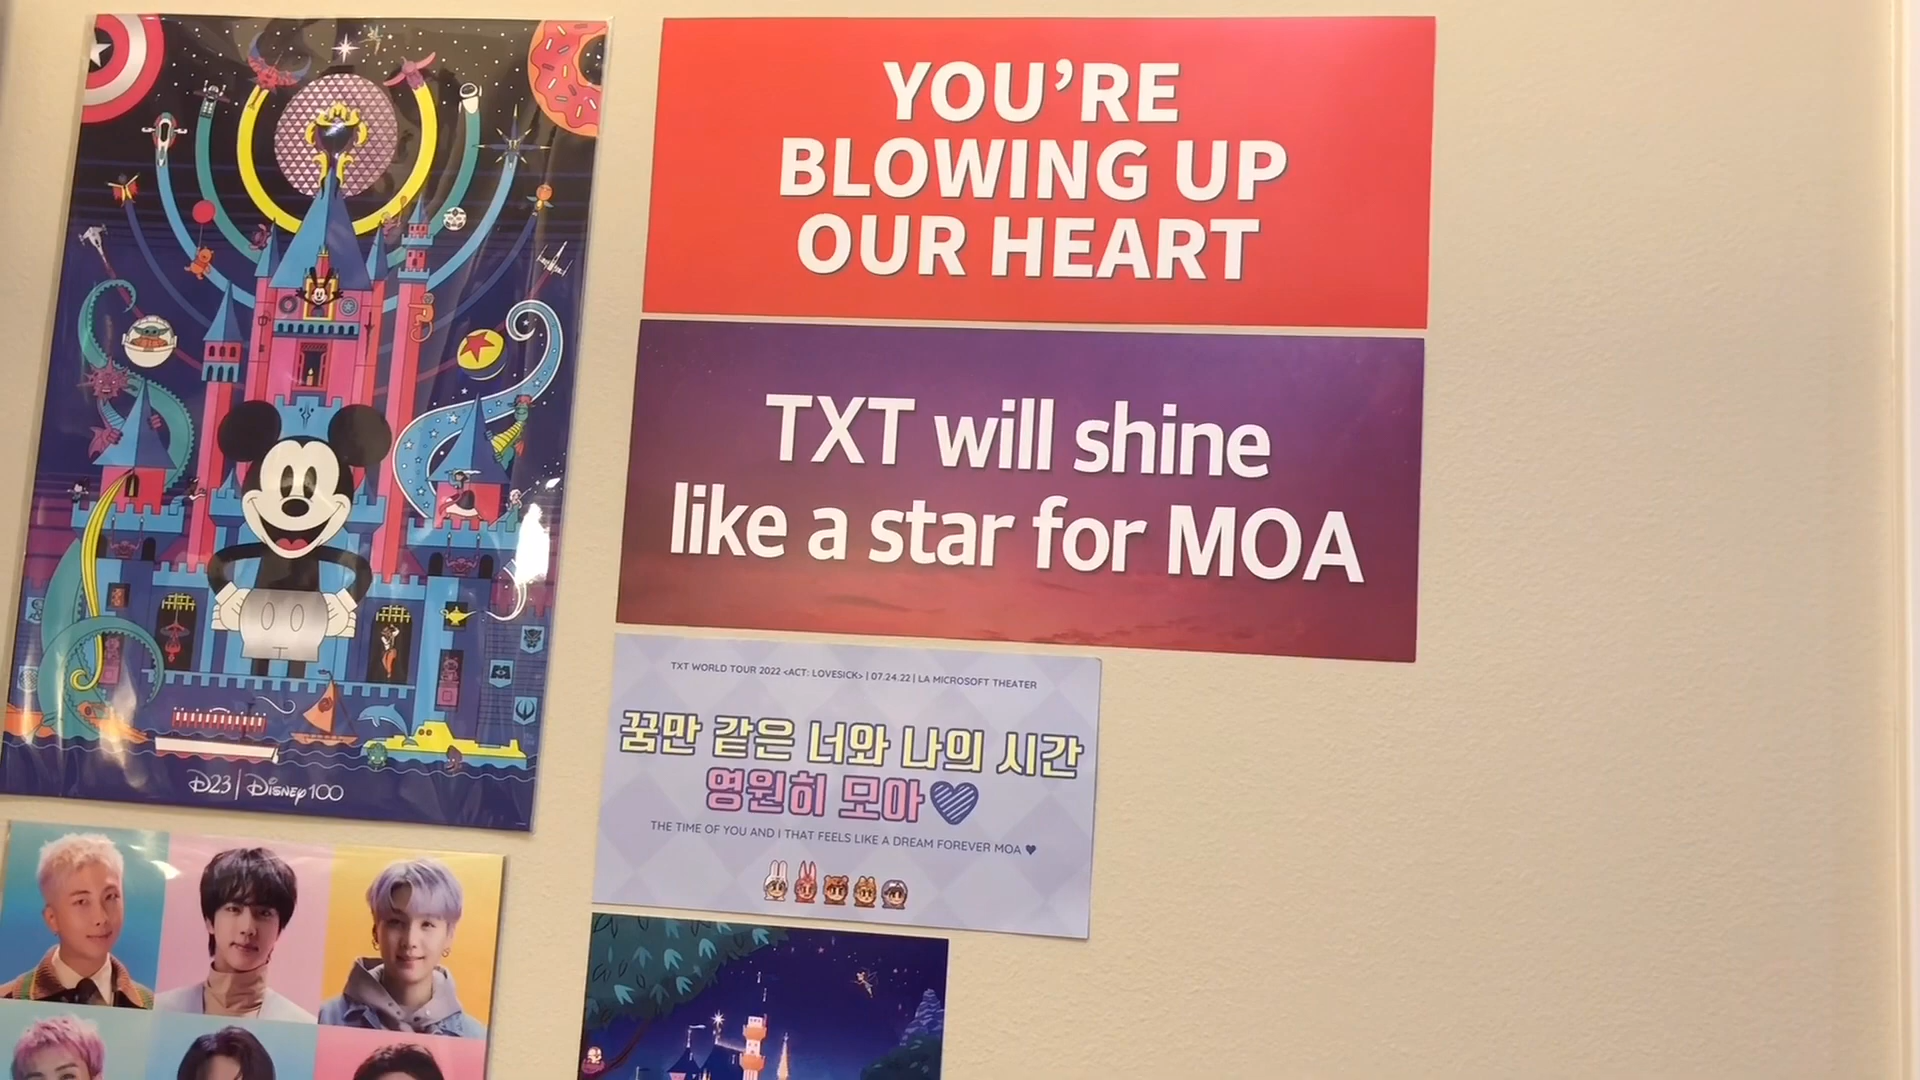 YOU'RE
BLOWING UP
OUR HEART
TXT will shine
like a star for MOA
TXT WORLD TOUR 2022 <ACT: LOVESICK> | 07.24.22 | LA MICROSOFT THEATER
꿈만 같은 너와 나의 시간
영원히 모아
THE TIME OF YOU AND I THAT FEELS LIKE A DREAM FOREVER MOA
D23 | Disney100